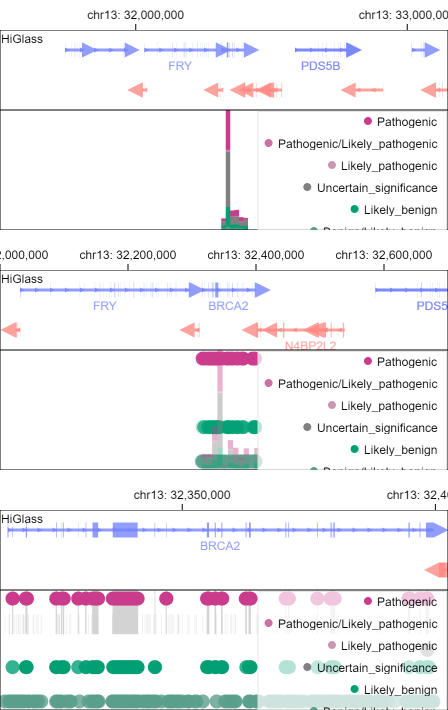 chr13: 32,000,000 chr13: 33,000,000
HiGlass
FRY PDS5B
Pathogenic
Pathogenic/Likely_pathogenic
Likely_pathogenic
Uncertain_significance
Likely_benign
2,000,000 chr13: 32,200,000 chr13: 32,400,000 chr13: 32,600,000
HiGlass
FRY BRCA2 PDS5
N4BP2L2
Pathogenic
Pathogenic/Likely_pathogenic
Likely_pathogenic
Uncertain_significance
Likely_benign
chr13: 32,350,000 chr13: 32,4
HiGlass
BRCA2
Pathogenic
Pathogenic/Likely_pathogenic
Likely_pathogenic
Uncertain_significance
Likely_benign